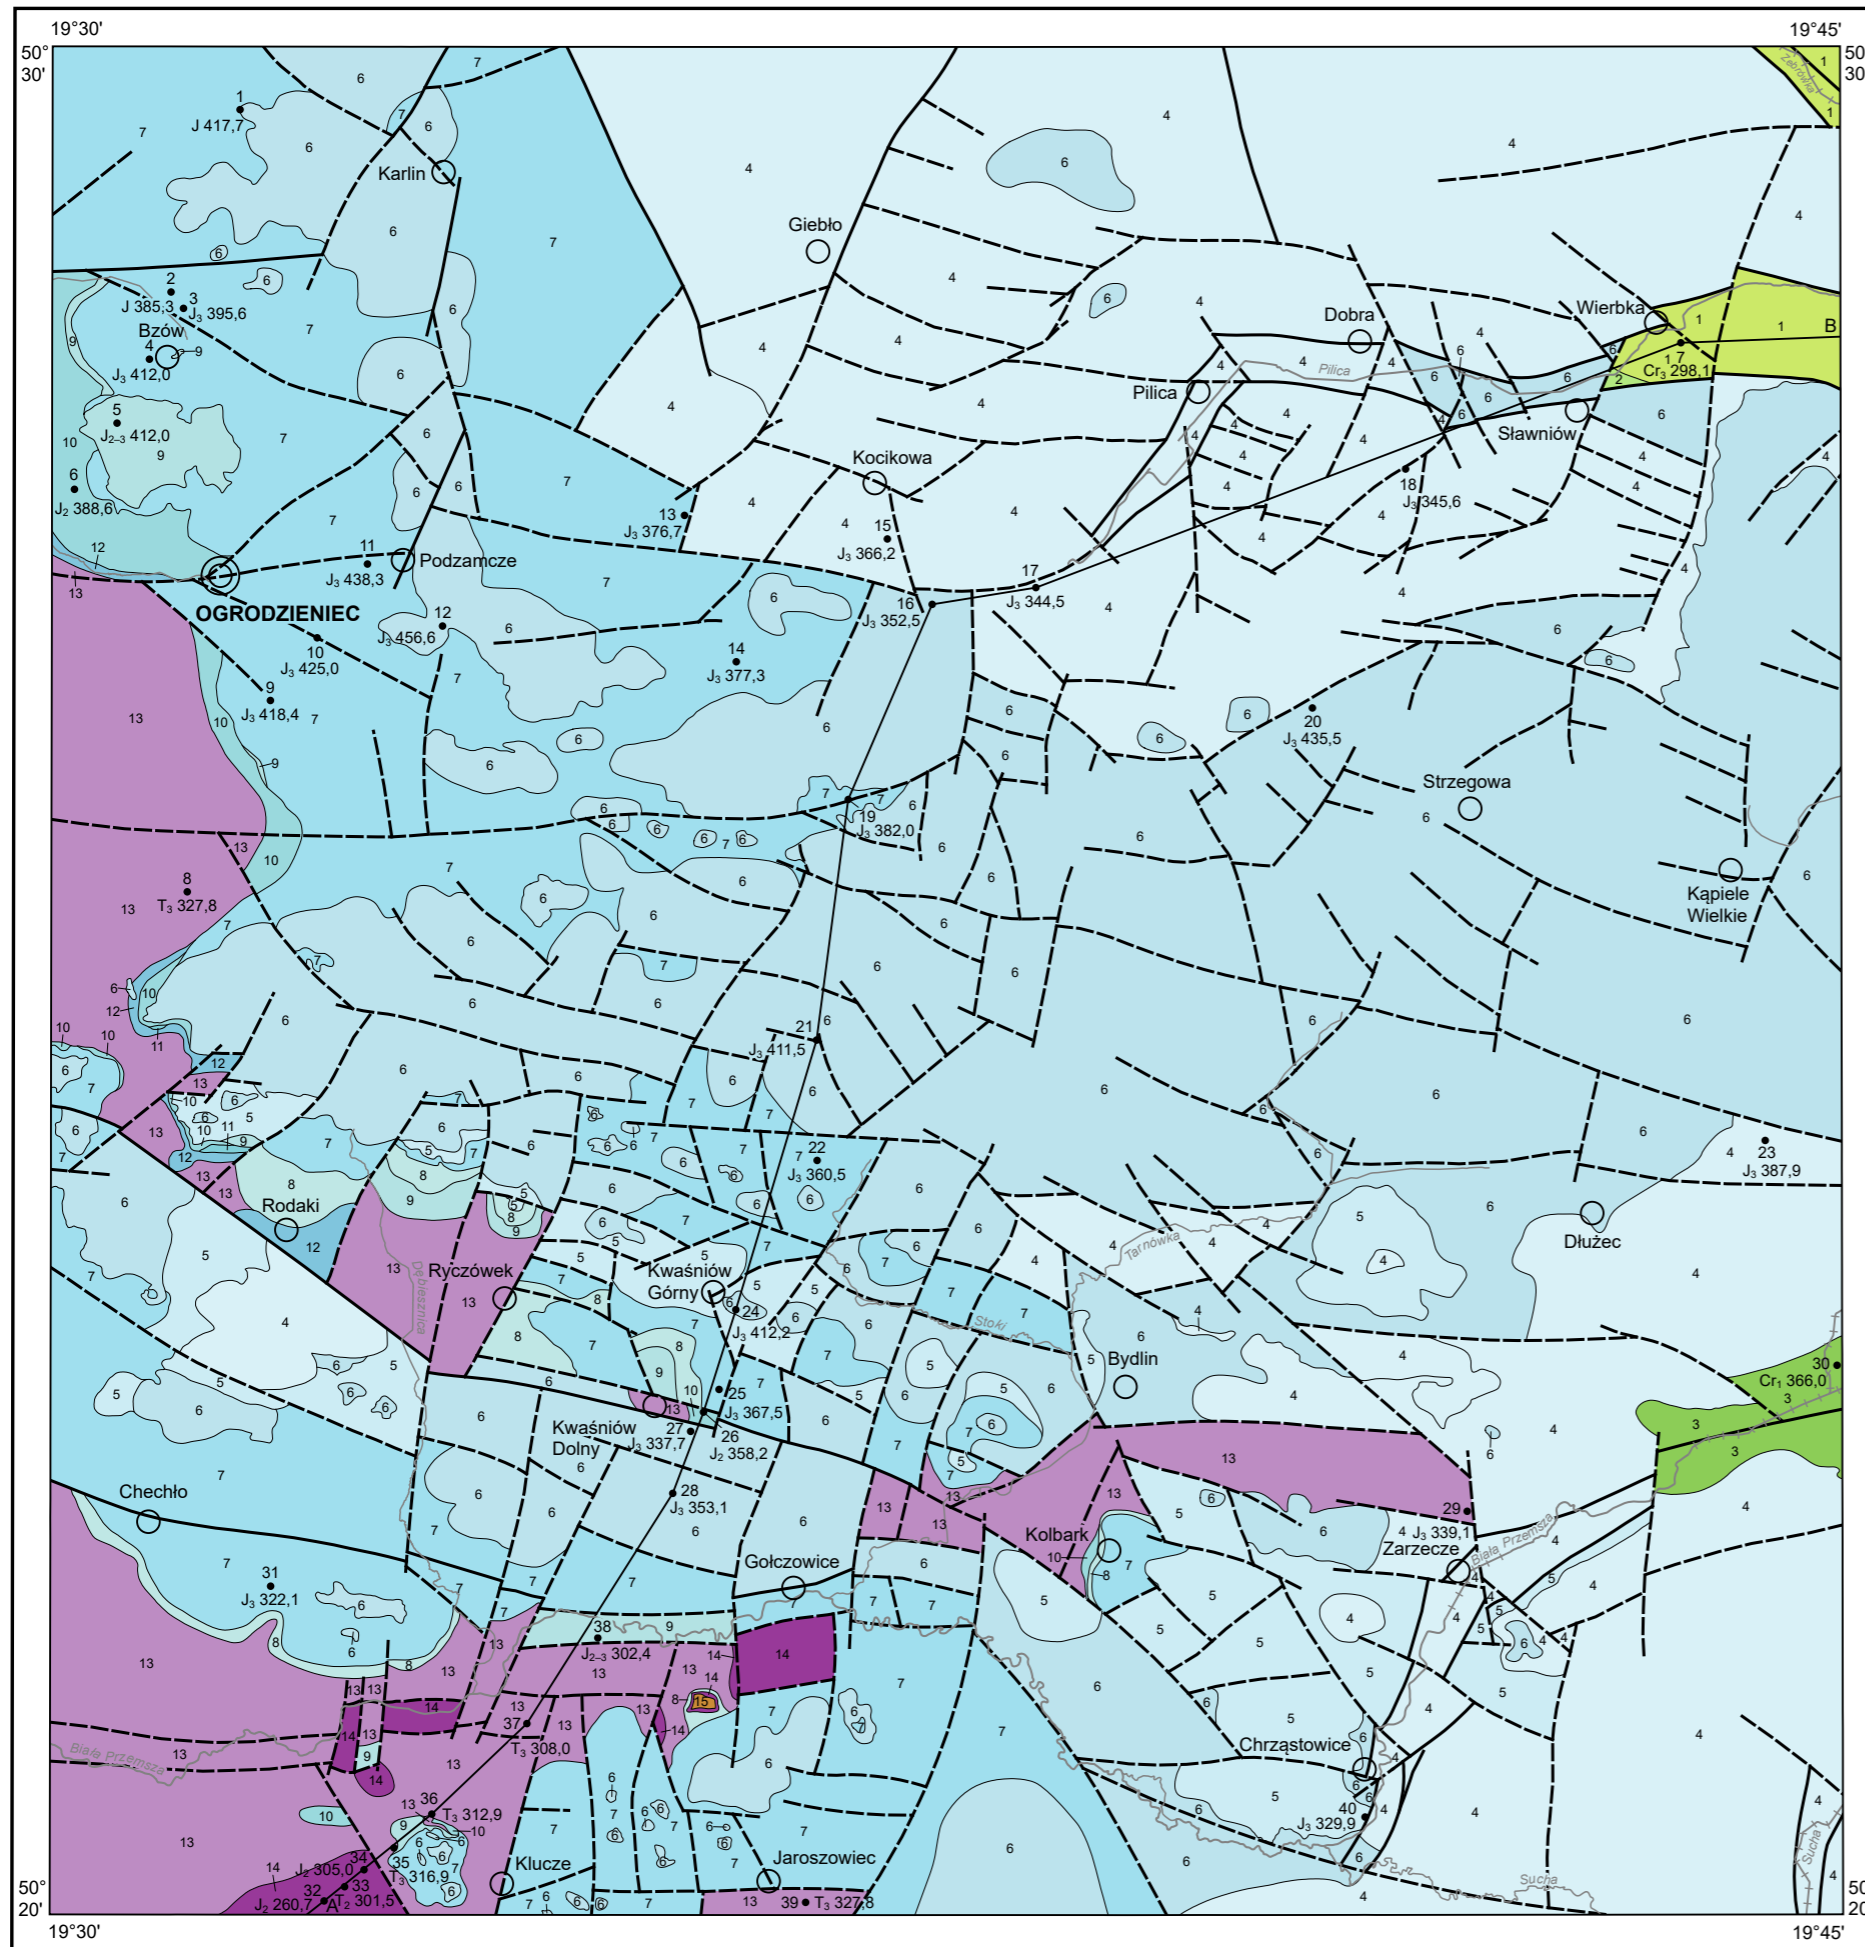 19°30'
19°45'
50°
30'
50°
30'
1
J 417,7
Karlin
Giebło
Żebrówka
2
J 385,3
3
J₃ 395,6
Bzów
4
J₃ 412,0
5
J₂₋₃ 412,0
6
J₂ 388,6
Dobra
Wierbka
B
7
Cr₃ 298,1
Pilica
Pilica
Sławniów
Kocikowa
13
J₃ 376,7
15
J₃ 366,2
18
J₃ 345,6
11
J₃ 438,3
Podzamcze
OGRODZIENIEC
12
J₃ 456,6
10
J₃ 425,0
9
J₃ 418,4
14
J₃ 377,3
16
J₃ 352,5
17
J₃ 344,5
20
J₃ 435,5
Strzegowa
19
J₃ 382,0
8
T₃ 327,8
Kąpiele
Wielkie
21
J₃ 411,5
22
J₃ 360,5
23
J₃ 387,9
Rodaki
Dłużec
Tarnówka
Ryczówek
Kwaśniów
Górny
24
J₃ 412,2
Stoki
Bydlin
25
J₃ 367,5
26
J₂ 358,2
27
J₃ 337,7
Kwaśniów
Dolny
28
J₃ 353,1
30
Cr₁ 366,0
Chechło
29
J₃ 339,1
Zarzecze
Biała Przemsza
Kolbark
Gołczowice
31
J₃ 322,1
38
J₂₋₃ 302,4
37
T₃ 308,0
Biała Przemsza
Chrząstowice
36
T₃ 312,9
40
J₃ 329,9
35
T₃ 316,9
34
J₂ 305,0
33
T₂ 301,5
32
J₂ 260,7
A
Klucze
Jaroszowiec
39
T₃ 327,8
Sucha
Sucha
50°
20'
50°
20'
19°30'
19°45'